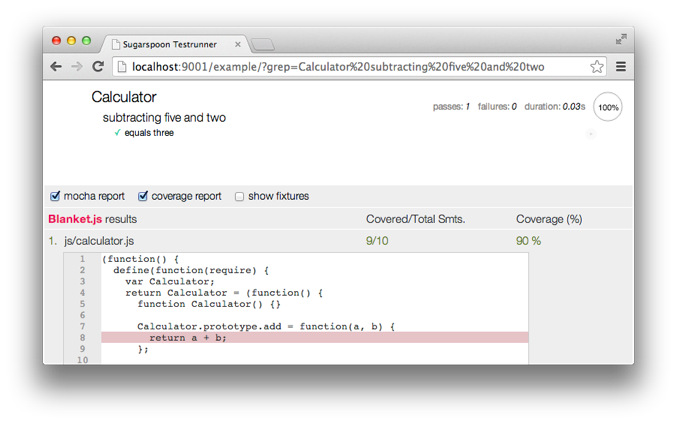 Sugarspoon Testrunner
localhost:9001/example/?grep=Calculator%20subtracting%20five%20and%20two
Calculator
passes: 1 failures: 0 duration: 0.03s 100%
subtracting five and two
✓ equals three
mocha report coverage report show fixtures
Blanket.js results Covered/Total Smts. Coverage (%)
1. js/calculator.js 9/10 90 %
1 (function() {
2 define(function(require) {
3 var Calculator;
4 return Calculator = (function() {
5 function Calculator() {}
6
7 Calculator.prototype.add = function(a, b) {
8 return a + b;
9 };
10